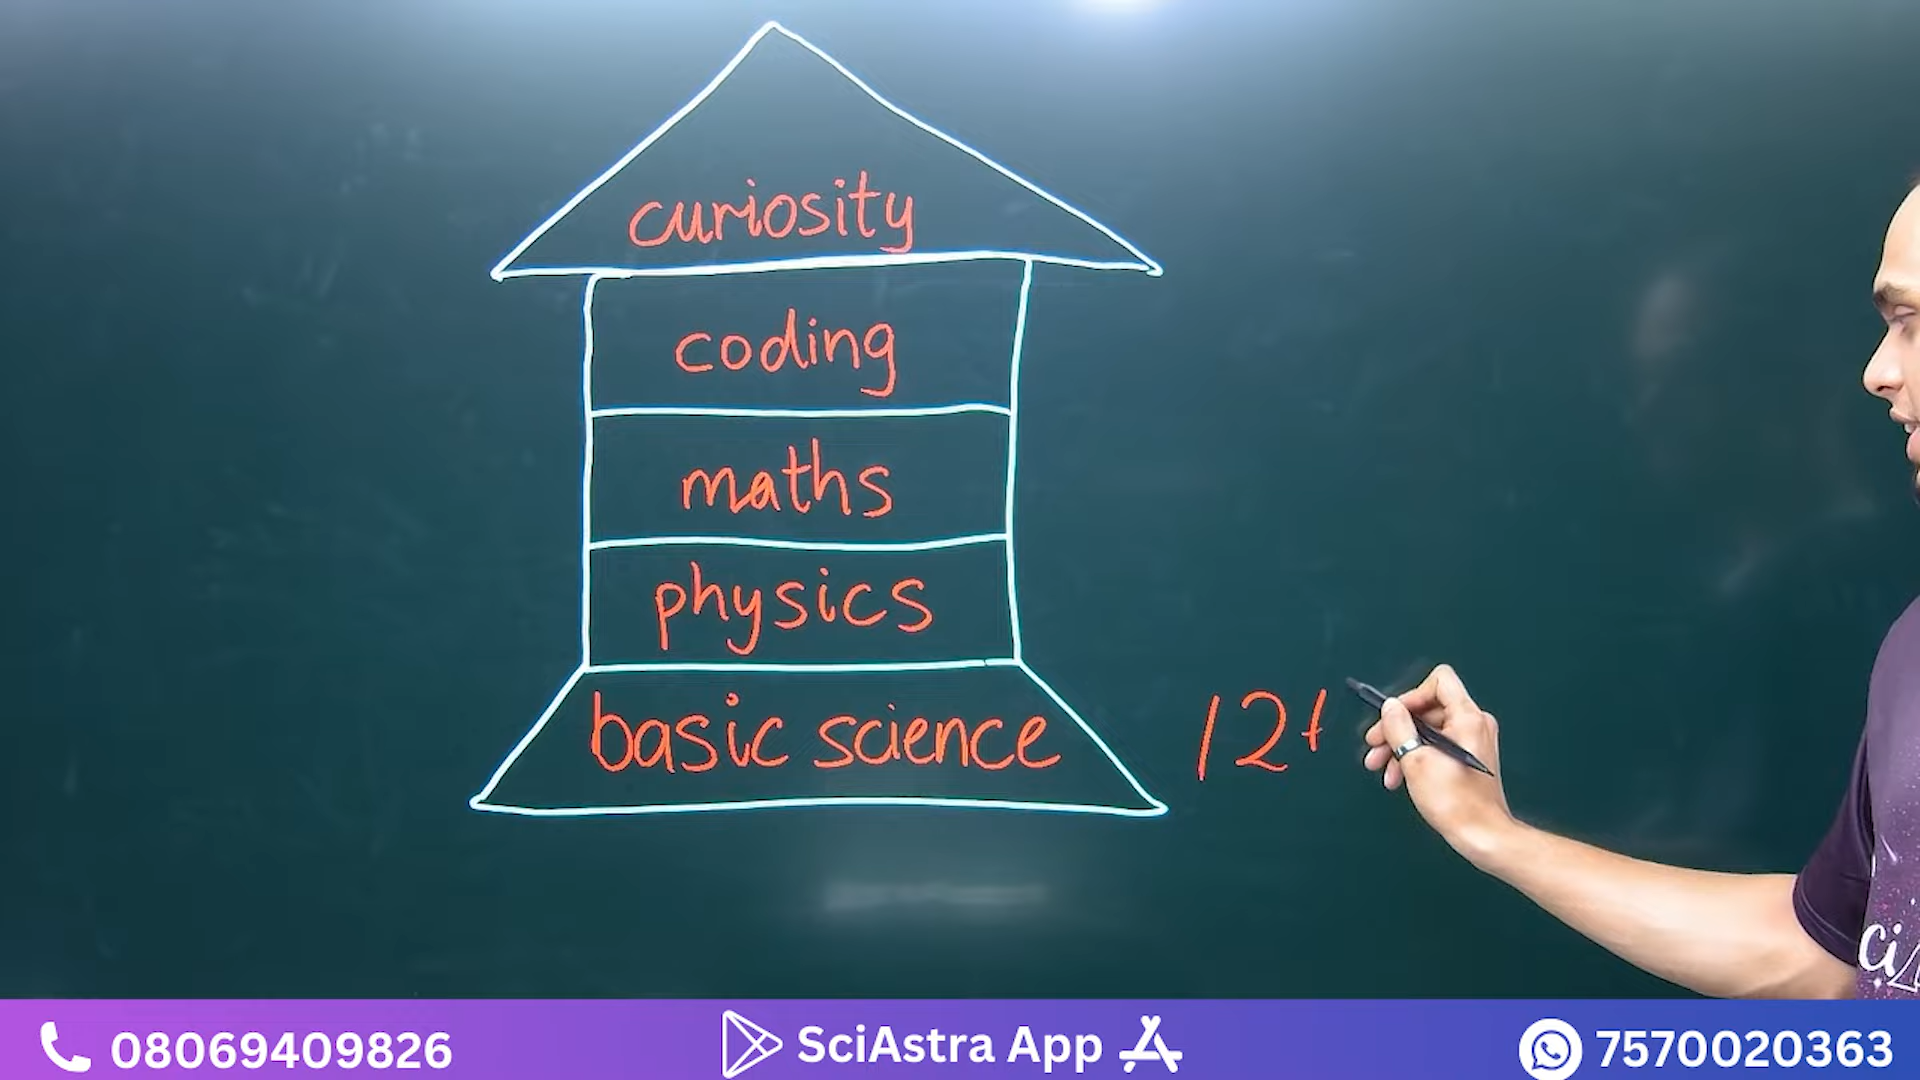 curiosity
coding
maths
physics
basic science
12t
08069409826
SciAstra App
7570020363